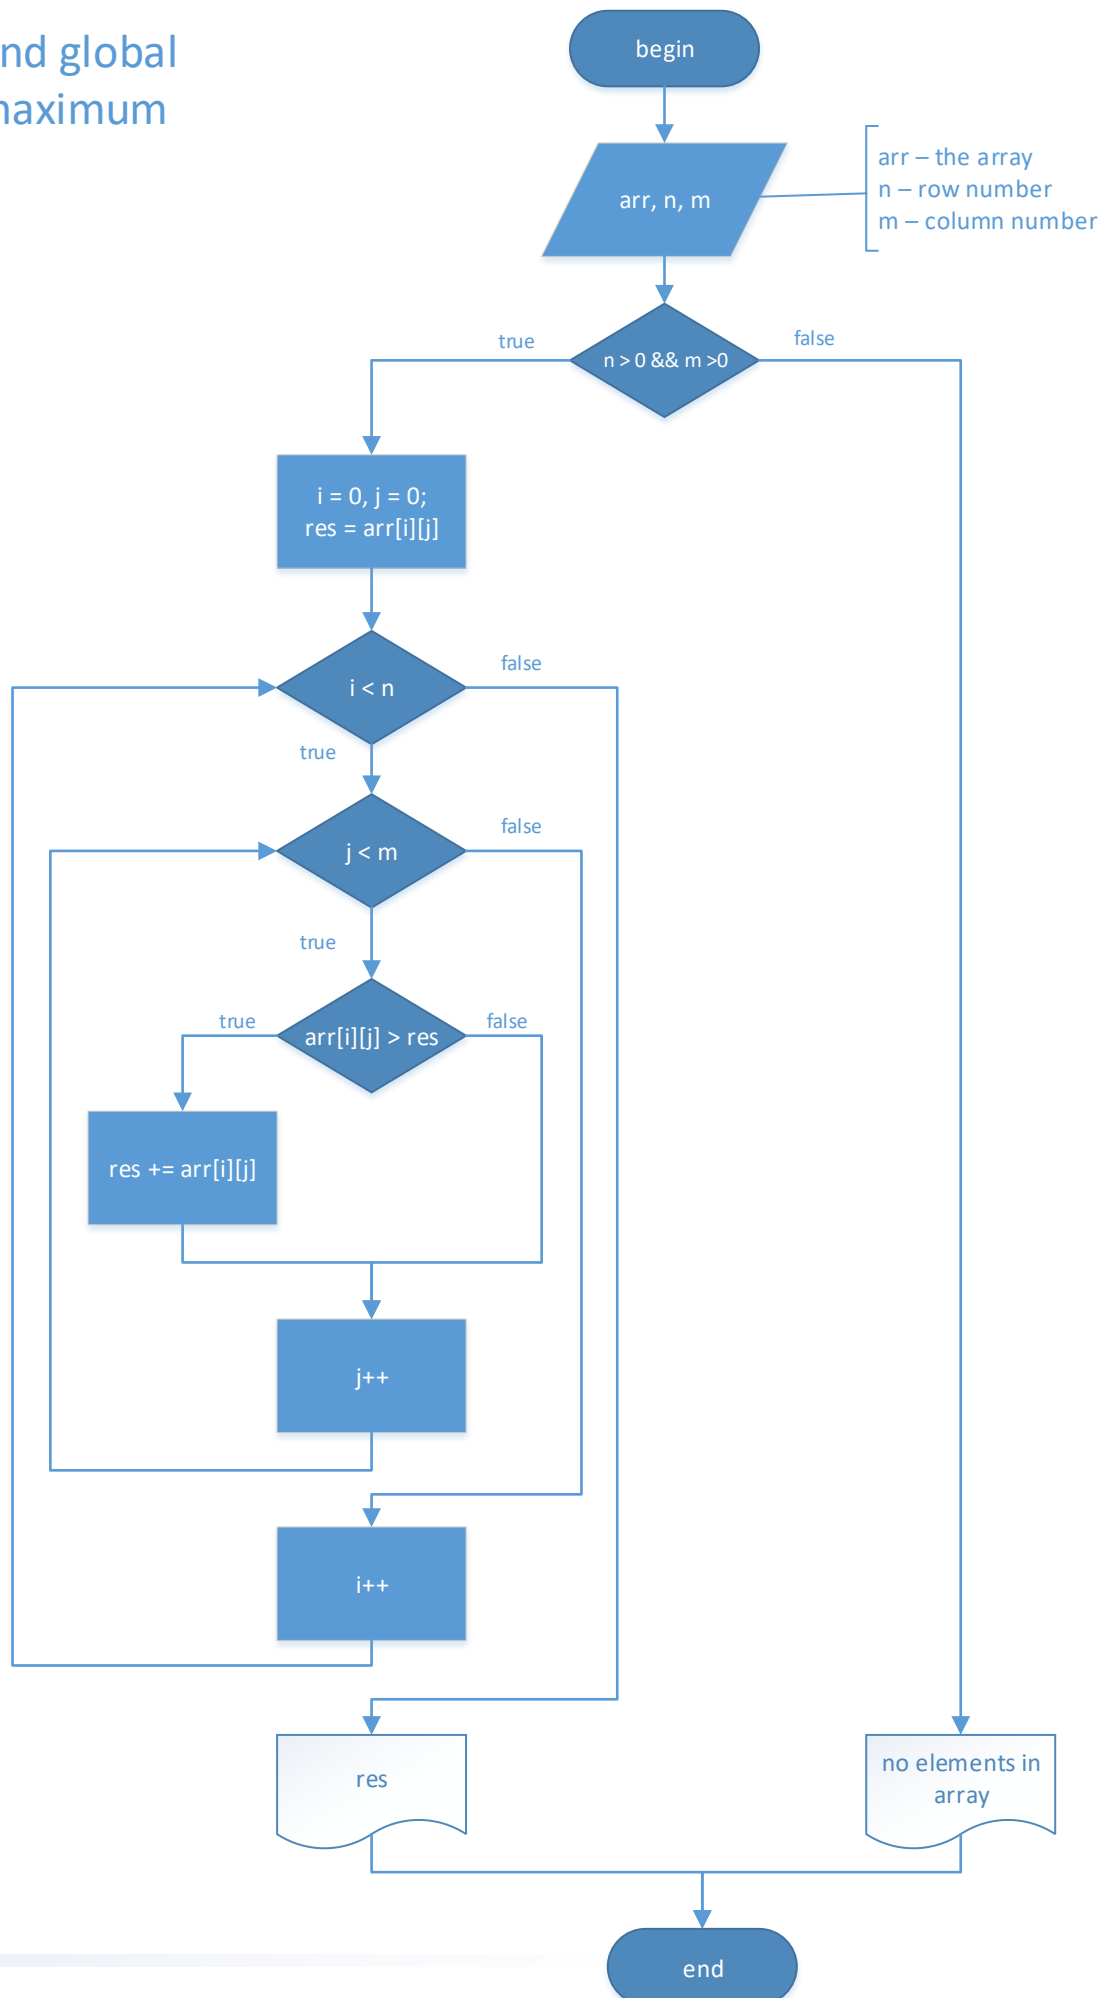 nd global
aximum
begin
arr, n, m
arr – the array
n – row number
m – column number
n > 0 && m >0
true
false
i = 0, j = 0;
res = arr[i][j]
i < n
false
true
j < m
false
true
arr[i][j] > res
true
false
res += arr[i][j]
j++
i++
res
no elements in
array
end